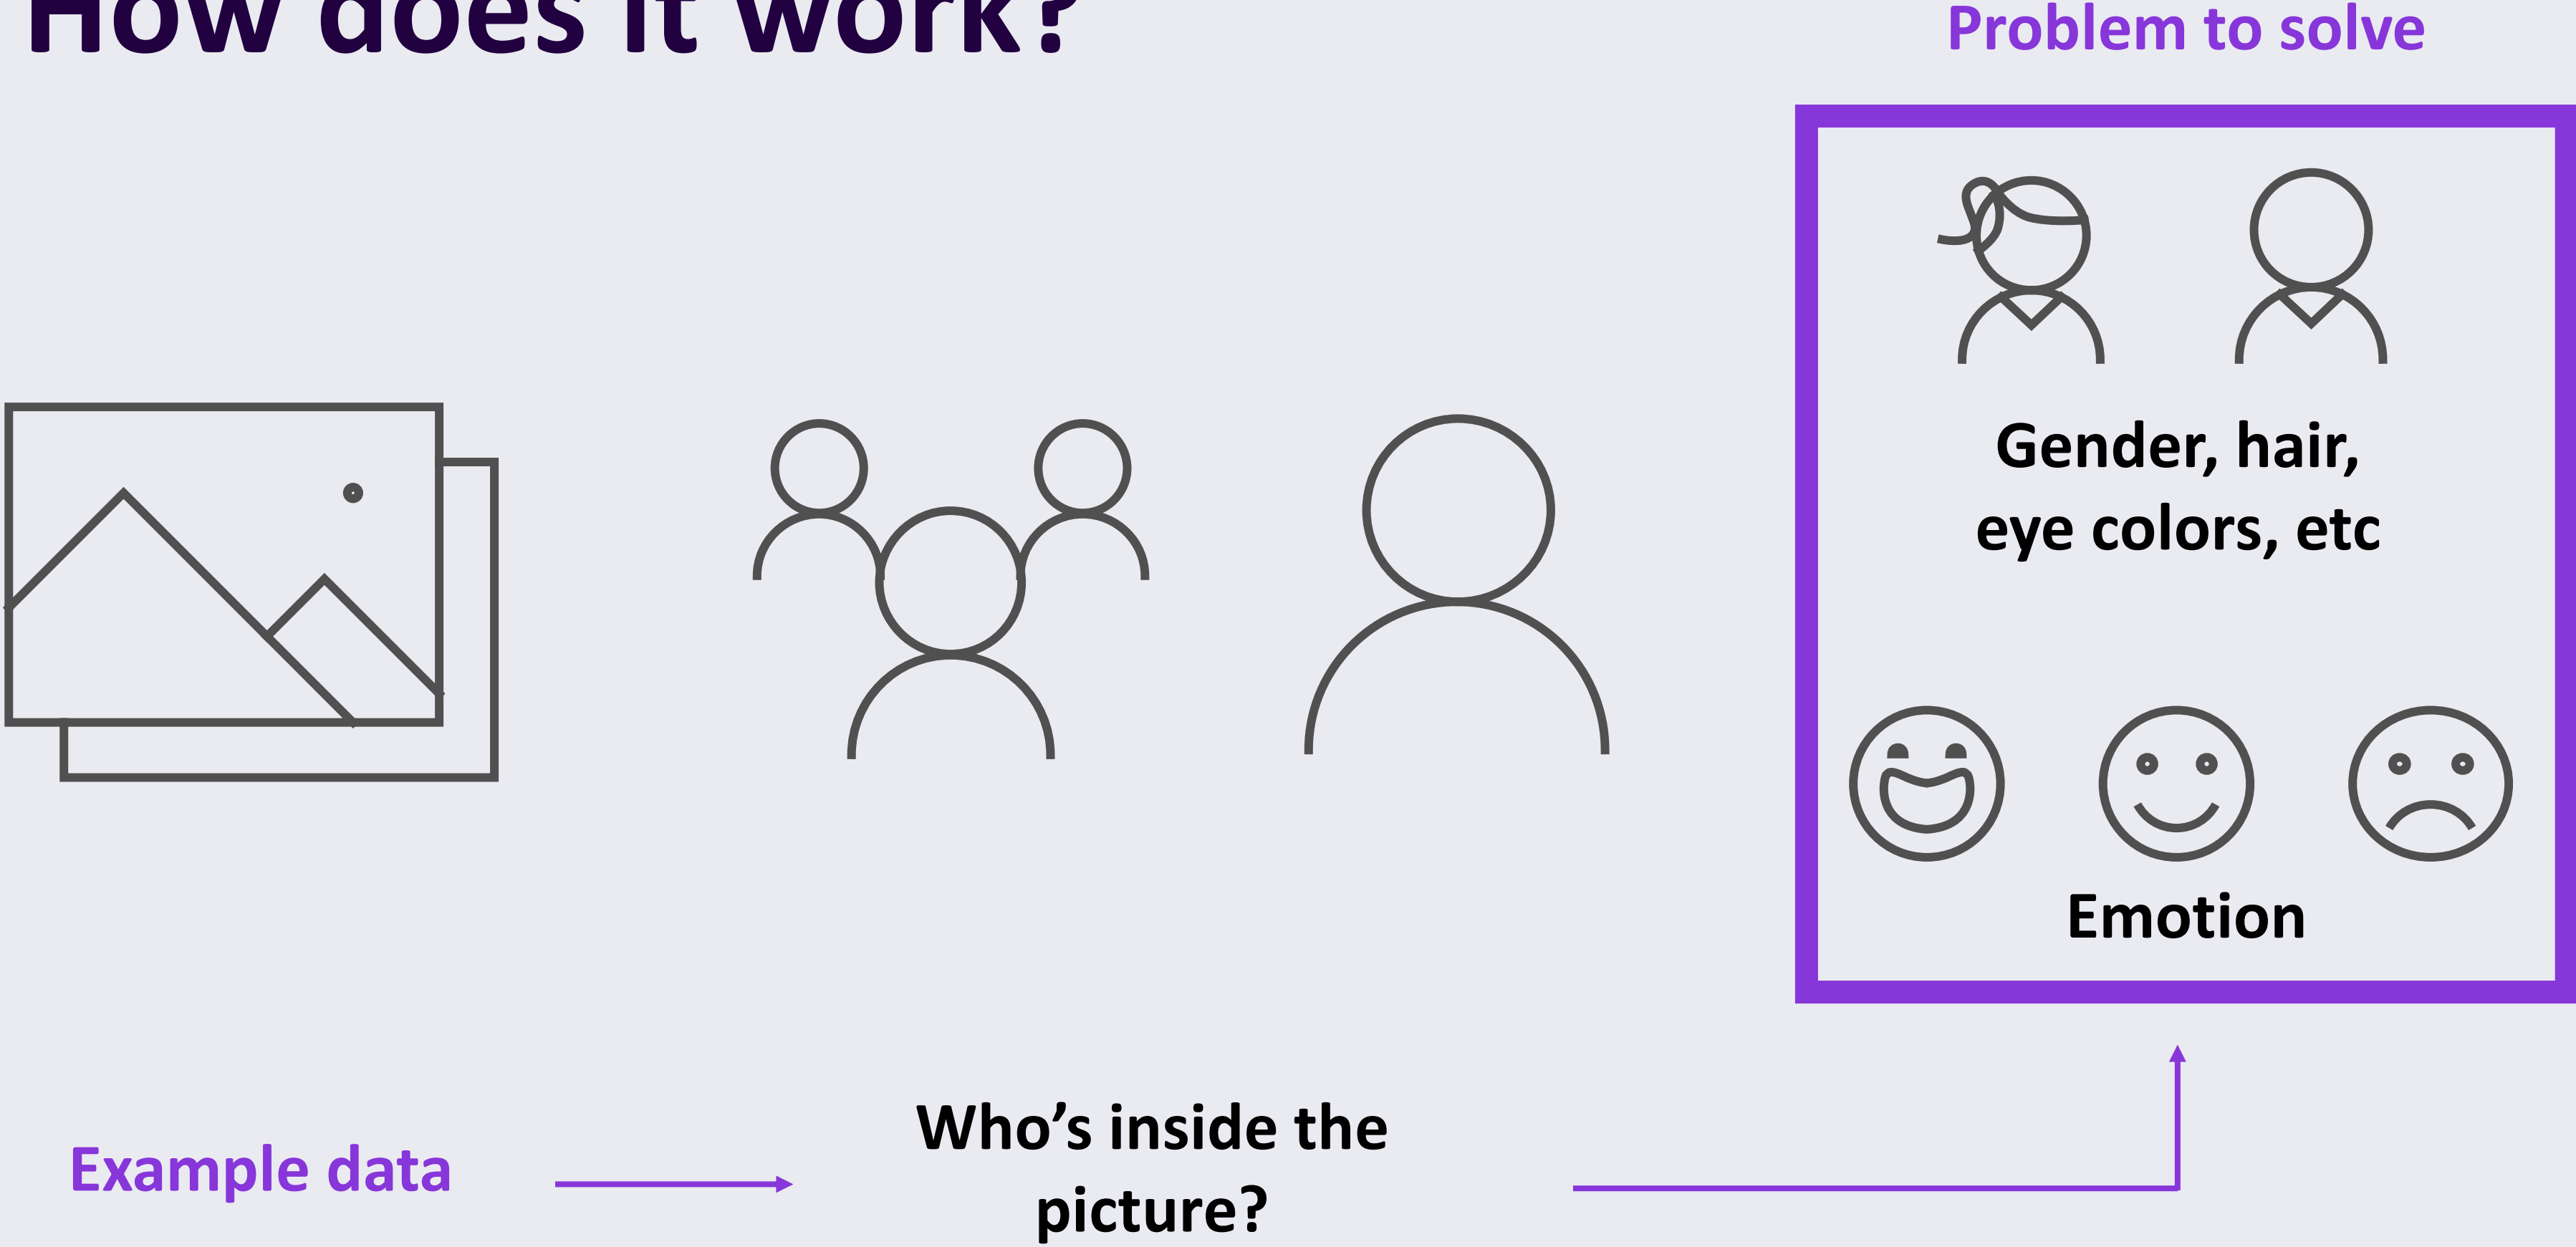 How does it work?
Problem to solve
Gender, hair,
eye colors, etc
Emotion
Example data
Who's inside the
picture?